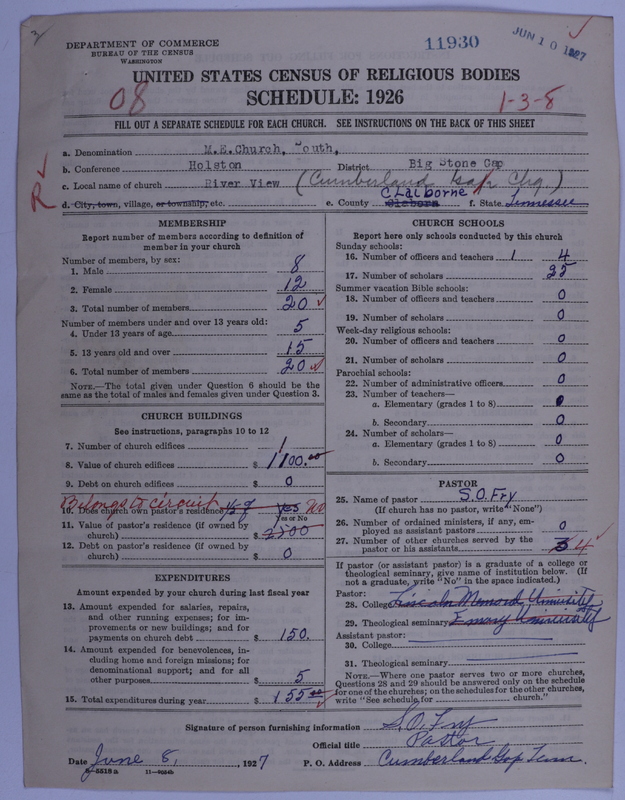 DEPARTMENT OF COMMERCE
BUREAU OF THE CENSUS
WASHINGTON
11930
JUN 10 1927
UNITED STATES CENSUS OF RELIGIOUS BODIES
08
SCHEDULE: 1926
1-3-8
FILL OUT A SEPARATE SCHEDULE FOR EACH CHURCH. SEE INSTRUCTIONS ON THE BACK OF THIS SHEET
a. Denomination M.E.Church, South,
b. Conference Holston District Big Stone Gap
c. Local name of church River View (Cumberland Gap Chg.)
R
d. City, town, village, or township, etc. e. County Claiborne f. State Tennessee
MEMBERSHIP
Report number of members according to definition of
member in your church
Number of members, by sex:
1. Male 8
2. Female 12
3. Total number of members 20
Number of members under and over 13 years old:
4. Under 13 years of age 5
5. 13 years old and over 15
6. Total number of members 20
NOTE.—The total given under Question 6 should be
same as the total of males and females given under Question 3.
CHURCH BUILDINGS
See instructions, paragraphs 10 to 12
7. Number of church edifices 1
8. Value of church edifices $ 1100.00
9. Debt on church edifices $ 0
Belongs to circuit
10. Does church own pastor's residence? Yes No
Yes or No
11. Value of pastor's residence (if owned by
church) $ 2500
12. Debt on pastor's residence (if owned by
church) $ 0
EXPENDITURES
Amount expended by your church during last fiscal year
13. Amount expended for salaries, repairs,
and other running expenses; for im-
provements or new buildings; and for
payments on church debt $ 150.
14. Amount expended for benevolences, in-
cluding home and foreign missions; for
denominational support; and for all
other purposes $ 5
15. Total expenditures during year $ 155.00
CHURCH SCHOOLS
Report here only schools conducted by this church
Sunday schools:
16. Number of officers and teachers 1 4
17. Number of scholars 25
Summer vacation Bible schools:
18. Number of officers and teachers 0
19. Number of scholars 0
Week-day religious schools:
20. Number of officers and teachers 0
21. Number of scholars 0
Parochial schools:
22. Number of administrative officers 0
23. Number of teachers—
a. Elementary (grades 1 to 8) 0
b. Secondary 0
24. Number of scholars—
a. Elementary (grades 1 to 8) 0
b. Secondary 0
PASTOR
25. Name of pastor S.O.Fry
(If church has no pastor, write "None")
26. Number of ordained ministers, if any, em-
ployed as assistant pastors 0
27. Number of other churches served by the
pastor or his assistants 4
If pastor (or assistant pastor) is a graduate of a college or
theological seminary, give name of institution below. (If
not a graduate, write "No" in the space indicated.)
Pastor:
28. College Lincoln Memorial University
29. Theological seminary Emory University
Assistant pastor:
30. College
31. Theological seminary
NOTE.—Where one pastor serves two or more churches,
Questions 28 and 29 should be answered only on the schedule
for one of the churches; on the schedules for the other churches,
write "See schedule for church."
Signature of person furnishing information S.O. Fry
Official title Pastor
Date June 8, , 1927 P. O. Address Cumberland Gap Tenn.
8-5518a 11-9554b